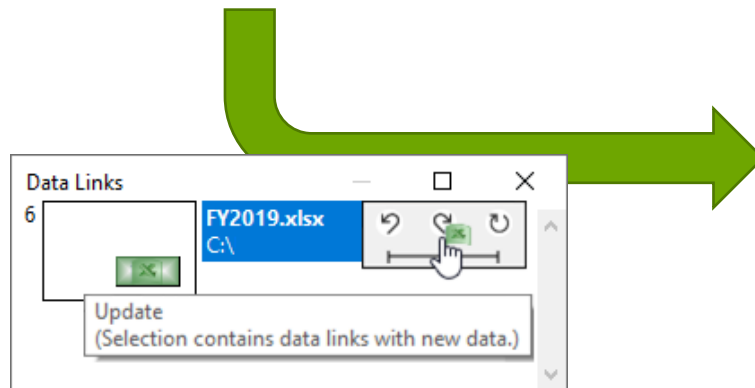 Data Links
6
FY2019.xlsx
C:\
Update
(Selection contains data links with new data.)